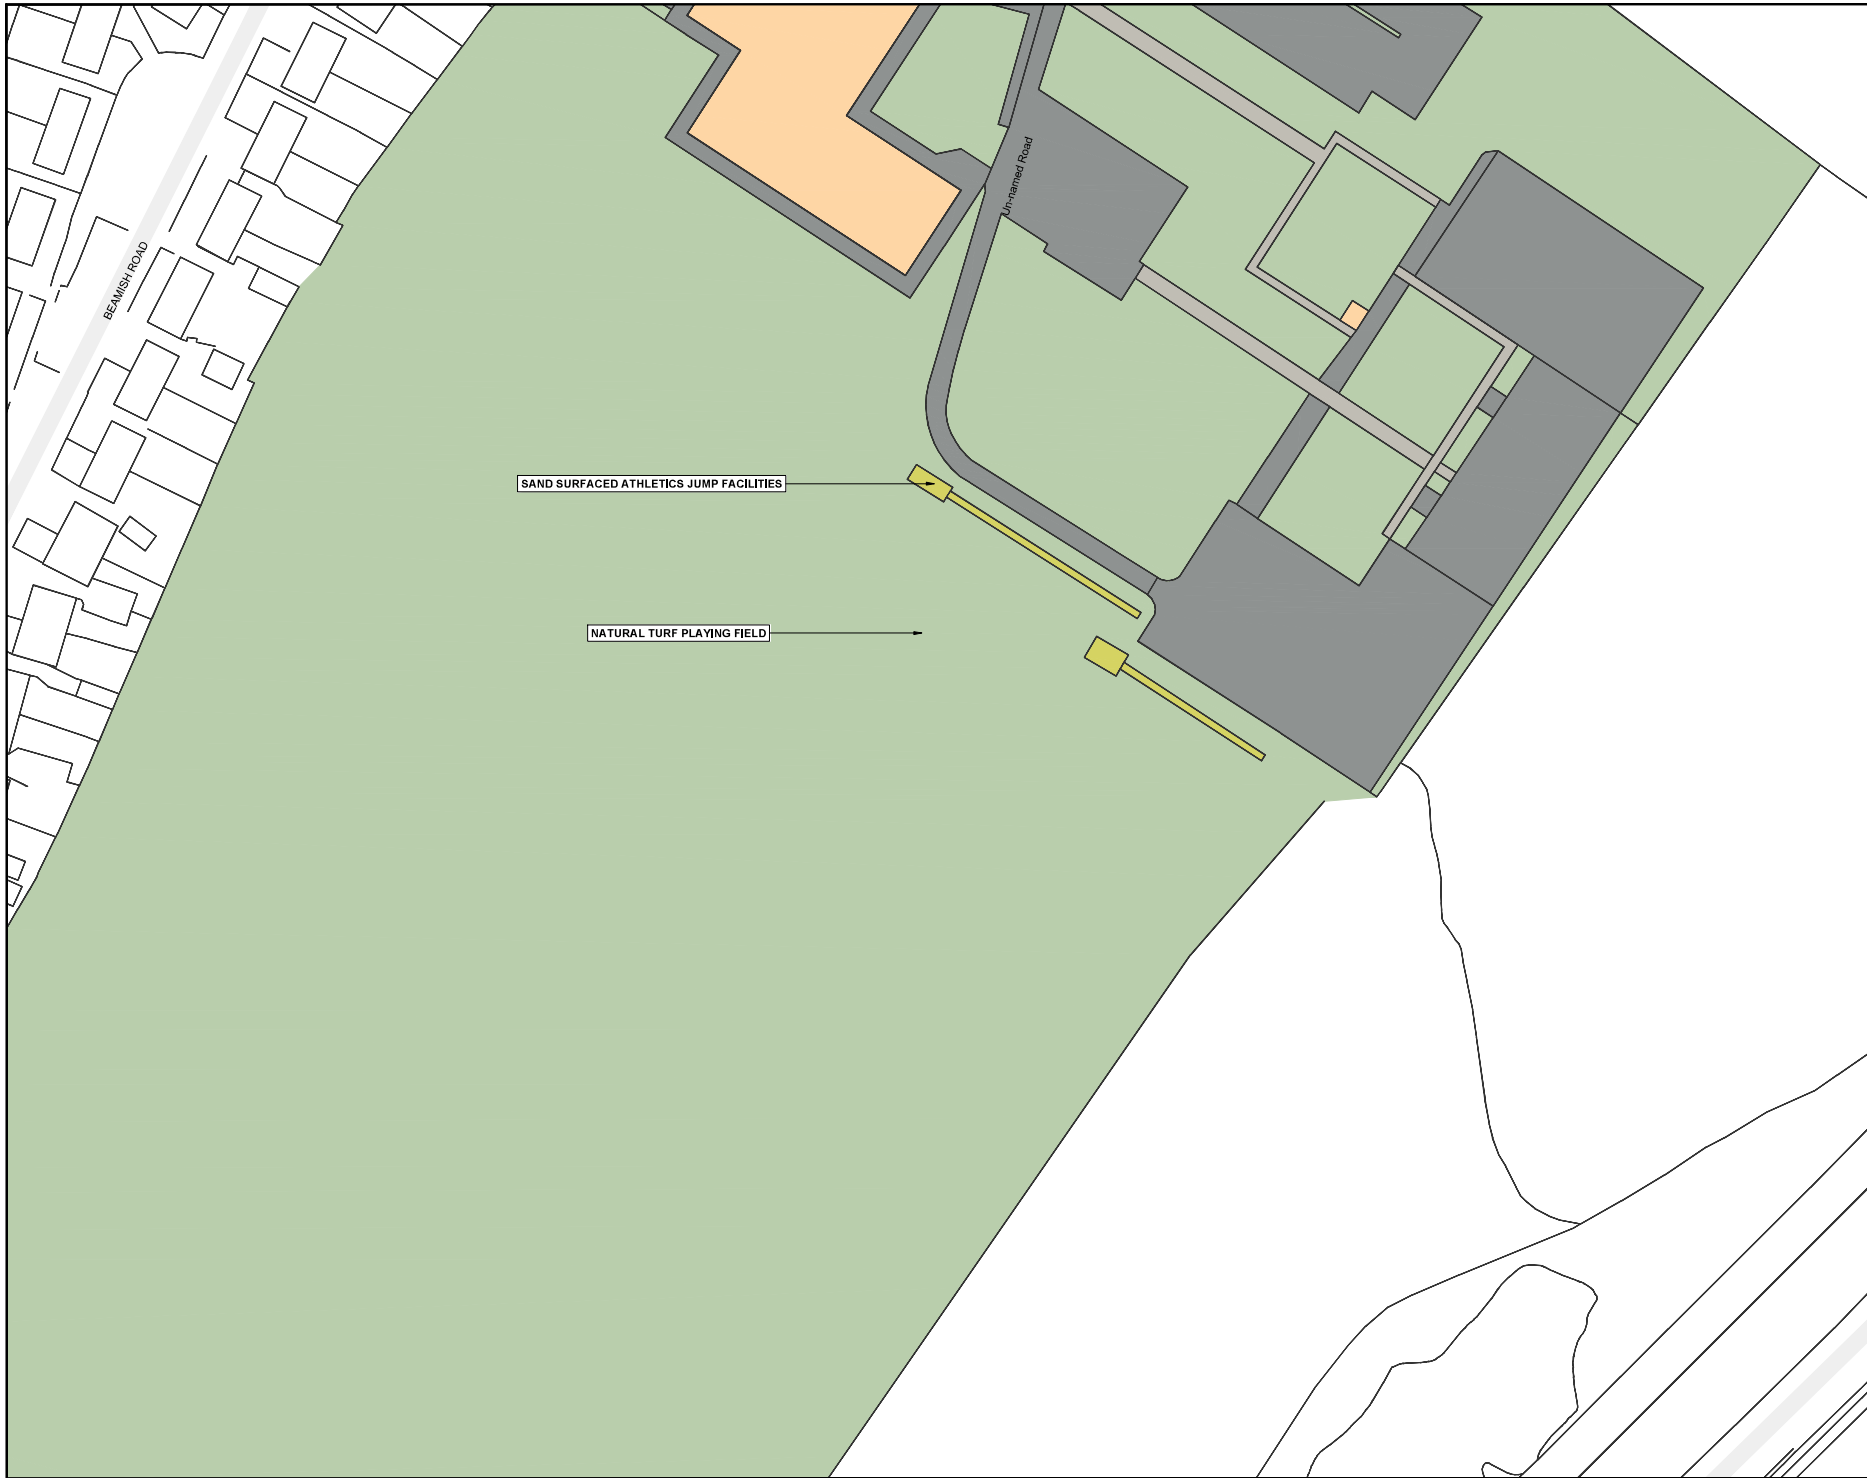 Un-named Road
BEAMISH ROAD
SAND SURFACED ATHLETICS JUMP FACILITIES
NATURAL TURF PLAYING FIELD